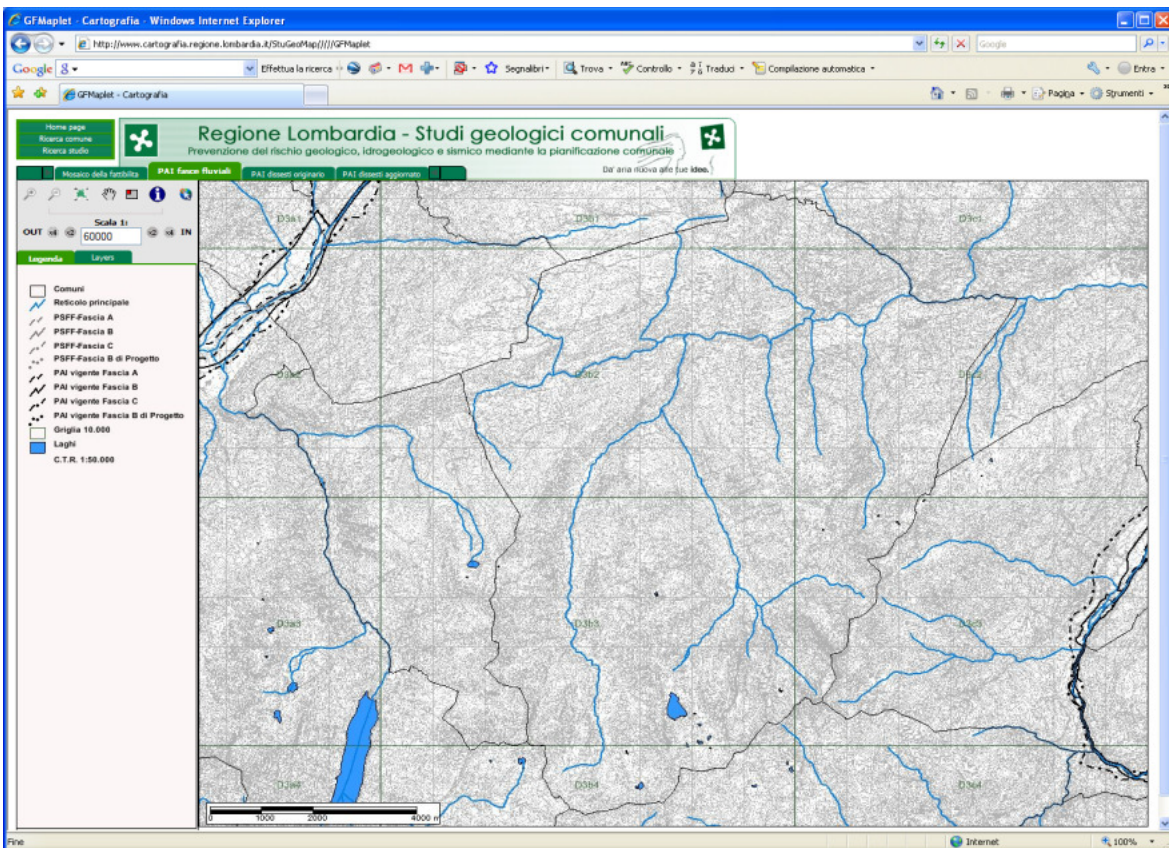 GFMaplet - Cartografia - Windows Internet Explorer
http://www.cartografia.regione.lombardia.it/StuGeoMap/////GFMaplet
Google
Google
Effettua la ricerca
Segnalibri
Trova
Controllo
Traduci
Compilazione automatica
Entra
GFMaplet - Cartografia
Pagina
Strumenti
Home page
Ricerca comune
Ricerca studio
Regione Lombardia - Studi geologici comunali
Prevenzione del rischio geologico, idrogeologico e sismico mediante la pianificazione comunale
Da' aria nuova alle tue idee.
Mosaico della fattibilita
PAI fasce fluviali
PAI dissesti originario
PAI dissesti aggiornato
Scala 1:
OUT
60000
IN
Legenda
Layers
Comuni
Reticolo principale
PSFF-Fascia A
PSFF-Fascia B
PSFF-Fascia C
PSFF-Fascia B di Progetto
PAI vigente Fascia A
PAI vigente Fascia B
PAI vigente Fascia C
PAI vigente Fascia B di Progetto
Griglia 10.000
Laghi
C.T.R. 1:50.000
D3a1
D3b1
D3c1
D3a2
D3b2
D3c2
D3a3
D3b3
D3c3
D3a4
D3b4
D3c4
0 1000 2000 4000 m
Fine
Internet
100%